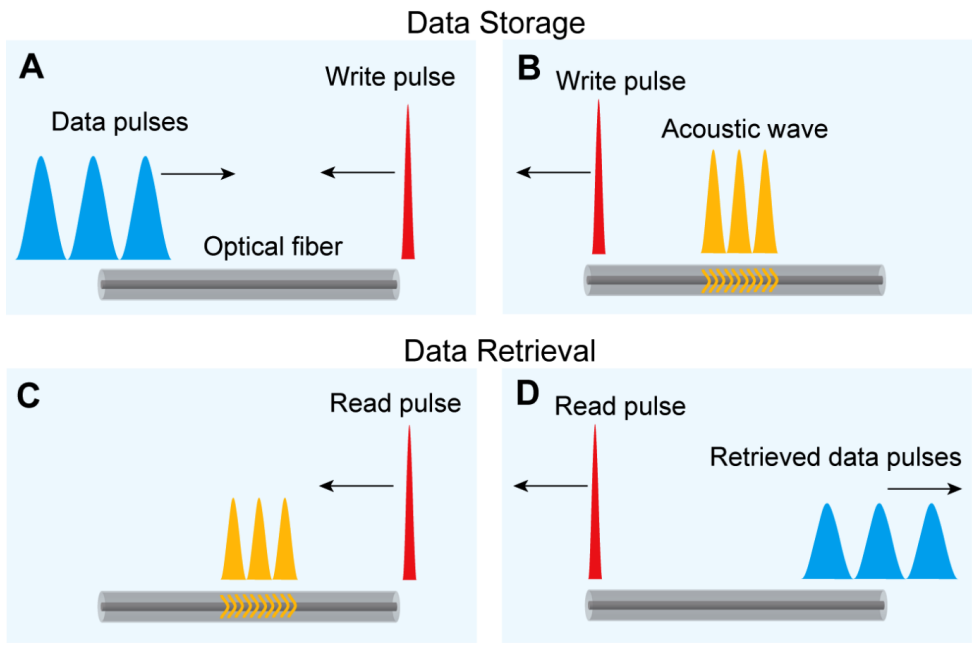 Data Storage
A
Write pulse
Data pulses
Optical fiber
B
Write pulse
Acoustic wave
Data Retrieval
C
Read pulse
D
Read pulse
Retrieved data pulses